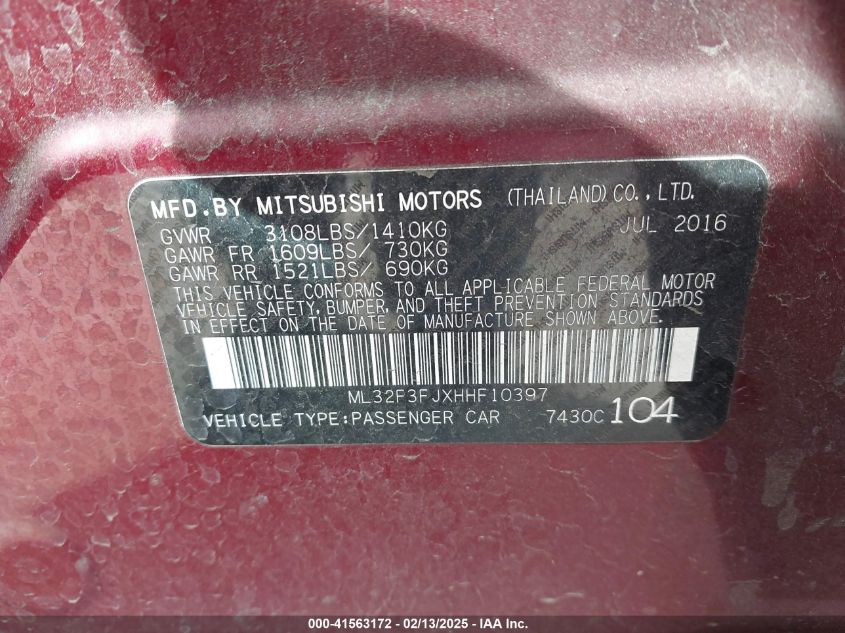 MFD.BY MITSUBISHI MOTORS (THAILAND)CO.,LTD.
GVWR 3108LBS/1410KG JUL 2016
GAWR FR 1609LBS/ 730KG
GAWR RR 1521LBS/ 690KG
THIS VEHICLE CONFORMS TO ALL APPLICABLE FEDERAL MOTOR
VEHICLE SAFETY, BUMPER, AND THEFT PREVENTION STANDARDS
IN EFFECT ON THE DATE OF MANUFACTURE SHOWN ABOVE.
ML32F3FJXHHF10397
VEHICLE TYPE:PASSENGER CAR 7430C 104
000-41563172 - 02/13/2025 - IAA Inc.